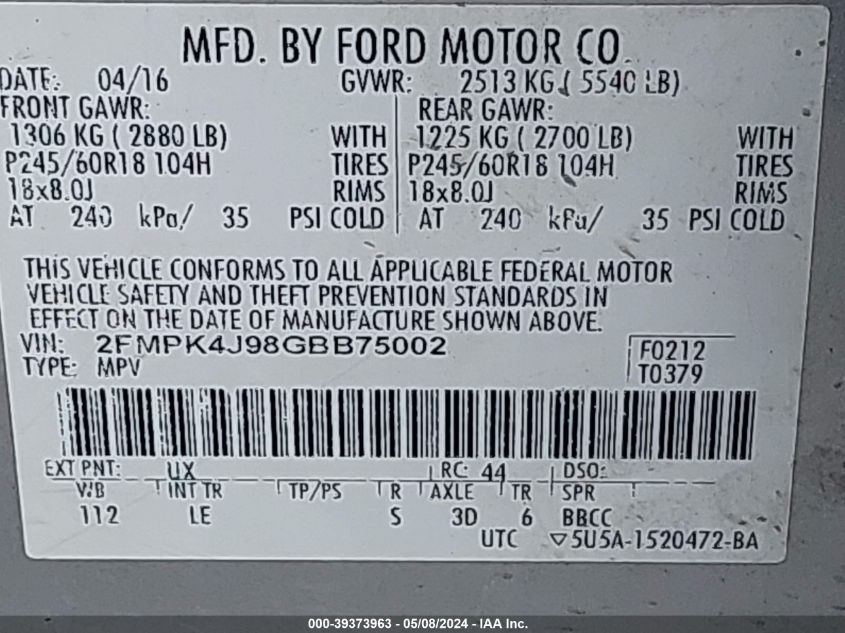 MFD. BY FORD MOTOR CO.
DATE: 04/16 GVWR: 2513 KG ( 5540 LB)
FRONT GAWR: REAR GAWR:
1306 KG ( 2880 LB) WITH 1225 KG ( 2700 LB) WITH
P245/60R18 104H TIRES P245/60R18 104H TIRES
18x8.0J RIMS 18x8.0J RIMS
AT 240 kPa/ 35 PSI COLD AT 240 kPa/ 35 PSI COLD
THIS VEHICLE CONFORMS TO ALL APPLICABLE FEDERAL MOTOR
VEHICLE SAFETY AND THEFT PREVENTION STANDARDS IN
EFFECT ON THE DATE OF MANUFACTURE SHOWN ABOVE.
VIN: 2FMPK4J98GBB75002 F0212
TYPE: MPV T0379
EXT PNT: UX RC: 44 DSO:
W/B INT TR TP/PS R AXLE TR SPR
112 LE S 3D 6 BBCC
UTC ▽5U5A-1520472-BA
000-39373963 - 05/08/2024 - IAA Inc.